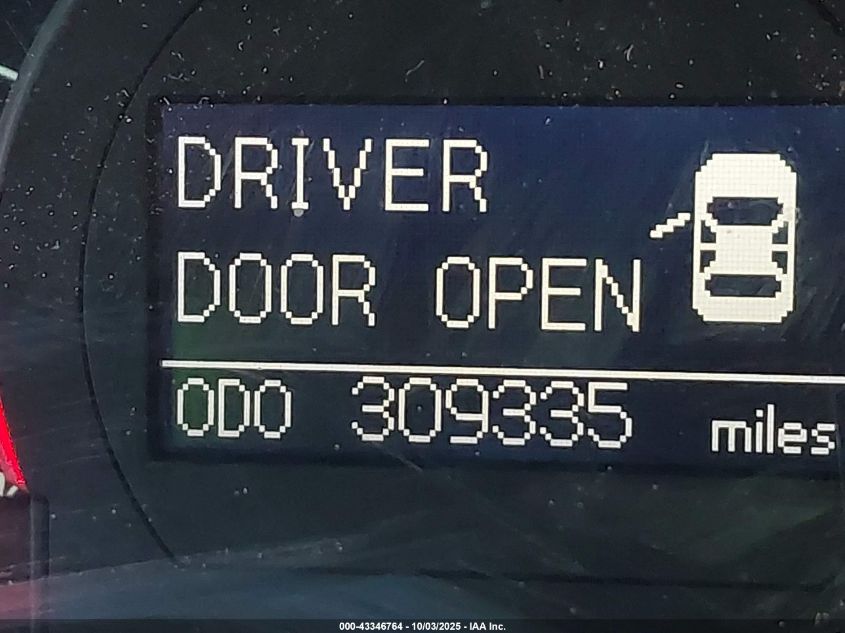 DRIVER
DOOR OPEN
ODO 309335 miles
000-43346764 - 10/03/2025 - IAA Inc.